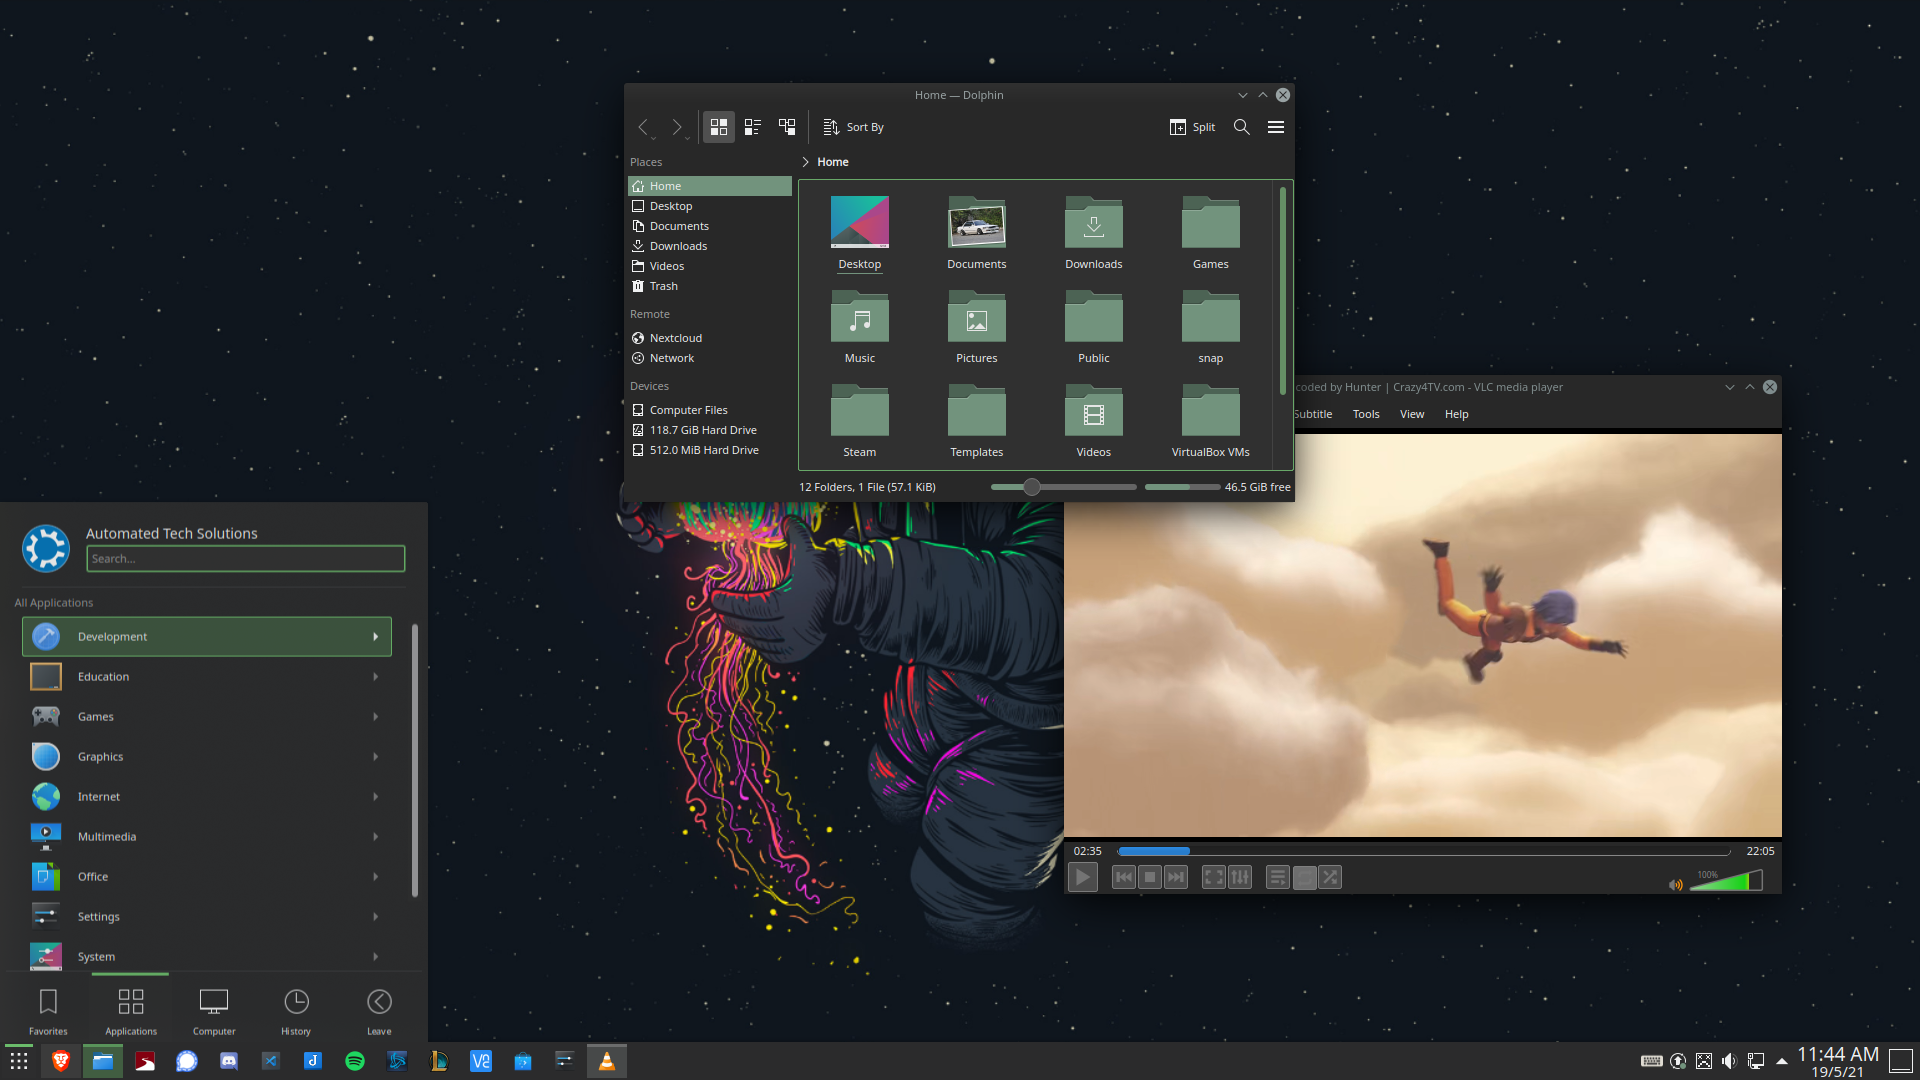 Home — Dolphin
Sort By
Split
Places
Home
Home
Desktop
Documents
Downloads
Videos
Trash
Remote
Nextcloud
Network
Devices
Computer Files
118.7 GiB Hard Drive
512.0 MiB Hard Drive
Desktop
Documents
Downloads
Games
Music
Pictures
Public
snap
Steam
Templates
Videos
VirtualBox VMs
12 Folders, 1 File (57.1 KiB)
46.5 GiB free
coded by Hunter | Crazy4TV.com - VLC media player
Subtitle
Tools
View
Help
02:35
22:05
100%
Automated Tech Solutions
Search...
All Applications
Development
Education
Games
Graphics
Internet
Multimedia
Office
Settings
System
Favorites
Applications
Computer
History
Leave
11:44 AM
19/5/21